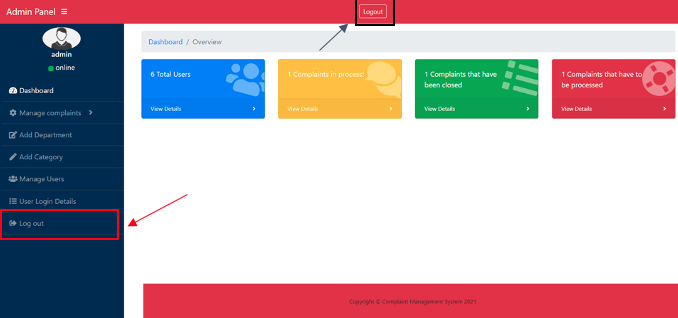 Admin Panel
Logout
admin
online
Dashboard / Overview
Dashboard
Manage complaints
Add Department
Add Category
Manage Users
User Login Details
Log out
6 Total Users
View Details
1 Complaints in process!
View Details
1 Complaints that have
been closed
View Details
1 Complaints that have to
be processed
View Details
Copyright © Complaint Management System 2021